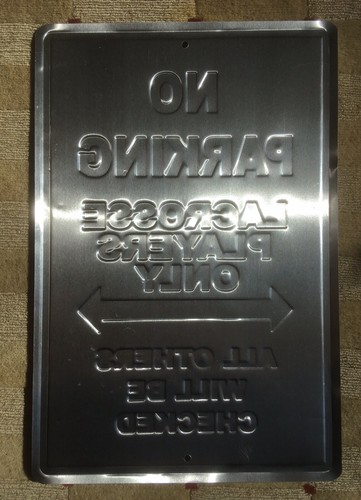 NO
PARKING
LACROSSE
PLAYERS
ONLY
ALL OTHERS
WILL BE
CHECKED